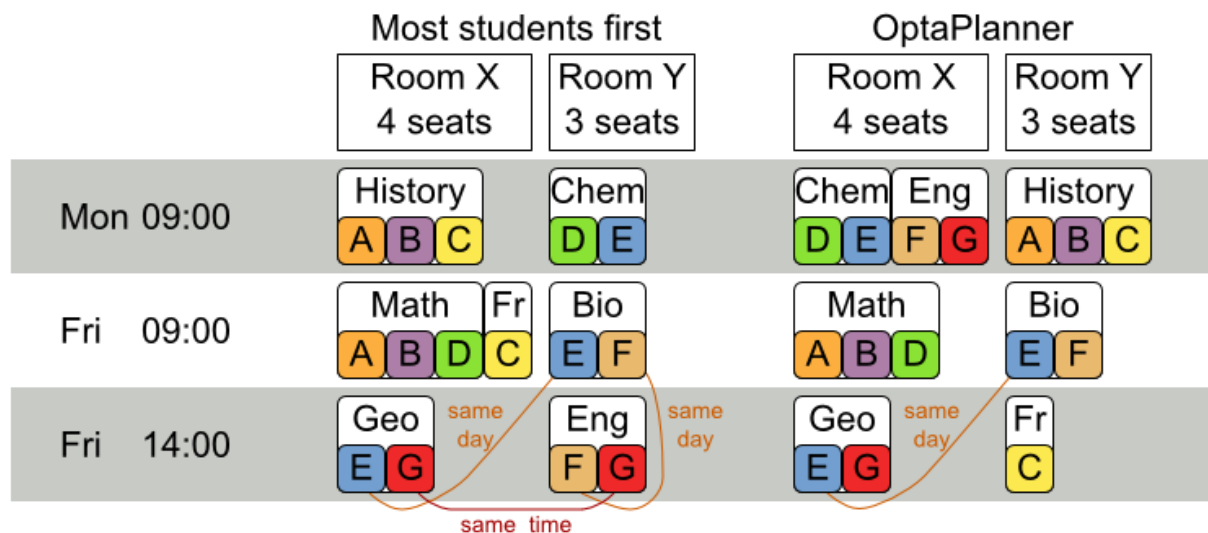 Most students first OptaPlanner
Room X Room Y Room X Room Y
4 seats 3 seats 4 seats 3 seats
Mon 09:00 History Chem Chem Eng History
A B C D E D E F G A B C
Fri 09:00 Math Fr Bio Math Bio
A B D C E F A B D E F
Fri 14:00 Geo same day Eng same day Geo same day Fr
E G F G E G C
same time